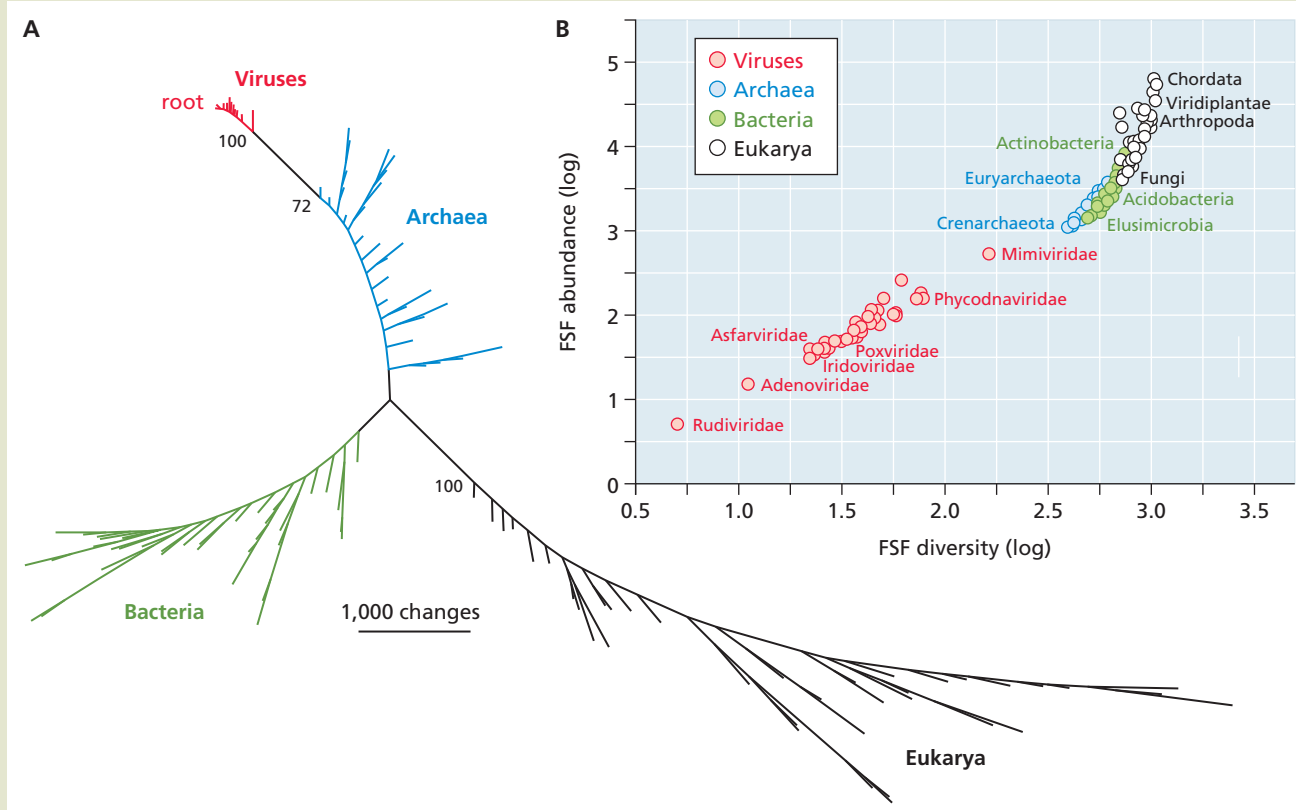 A
Viruses
root
100
72
Archaea
100
Bacteria
1,000 changes
Eukarya
B
Viruses
Archaea
Bacteria
Eukarya
FSF abundance (log)
5
4
3
2
1
0
Chordata
Viridiplantae
Arthropoda
Actinobacteria
Euryarchaeota
Fungi
Acidobacteria
Crenarchaeota
Elusimicrobia
Mimiviridae
Phycodnaviridae
Asfarviridae
Poxviridae
Iridoviridae
Adenoviridae
Rudiviridae
0.5 1.0 1.5 2.0 2.5 3.0 3.5
FSF diversity (log)